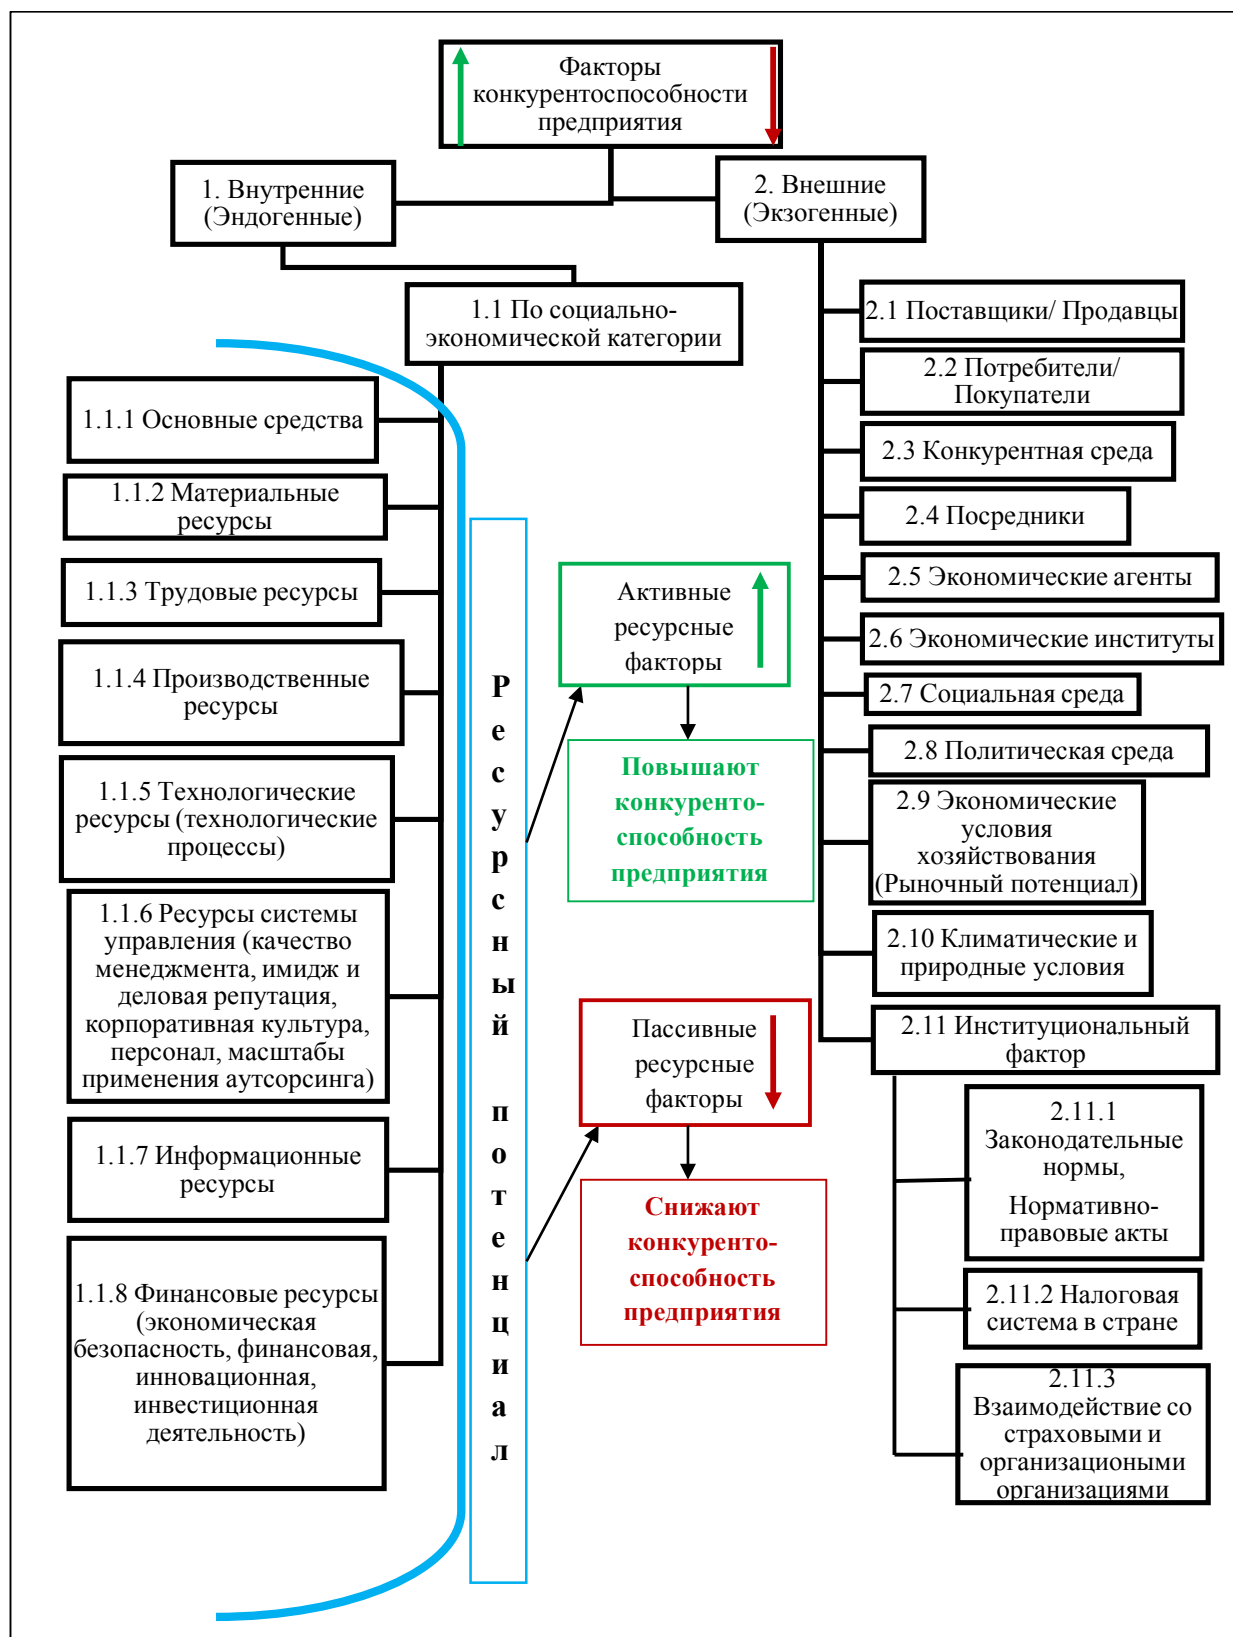 Факторы
конкурентоспособности
предприятия
1. Внутренние
(Эндогенные)
2. Внешние
(Экзогенные)
1.1 По социально-
экономической категории
1.1.1 Основные средства
1.1.2 Материальные
ресурсы
1.1.3 Трудовые ресурсы
1.1.4 Производственные
ресурсы
1.1.5 Технологические
ресурсы (технологические
процессы)
1.1.6 Ресурсы системы
управления (качество
менеджмента, имидж и
деловая репутация,
корпоративная культура,
персонал, масштабы
применения аутсорсинга)
1.1.7 Информационные
ресурсы
1.1.8 Финансовые ресурсы
(экономическая
безопасность, финансовая,
инновационная,
инвестиционная
деятельность)
Ресурсный потенциал
Активные
ресурсные
факторы
Повышают
конкуренто-
способность
предприятия
Пассивные
ресурсные
факторы
Снижают
конкуренто-
способность
предприятия
2.1 Поставщики/ Продавцы
2.2 Потребители/
Покупатели
2.3 Конкурентная среда
2.4 Посредники
2.5 Экономические агенты
2.6 Экономические институты
2.7 Социальная среда
2.8 Политическая среда
2.9 Экономические
условия
хозяйствования
(Рыночный потенциал)
2.10 Климатические и
природные условия
2.11 Институциональный
фактор
2.11.1
Законодательные
нормы,
Нормативно-
правовые акты
2.11.2 Налоговая
система в стране
2.11.3
Взаимодействие со
страховыми и
организационными
организациями